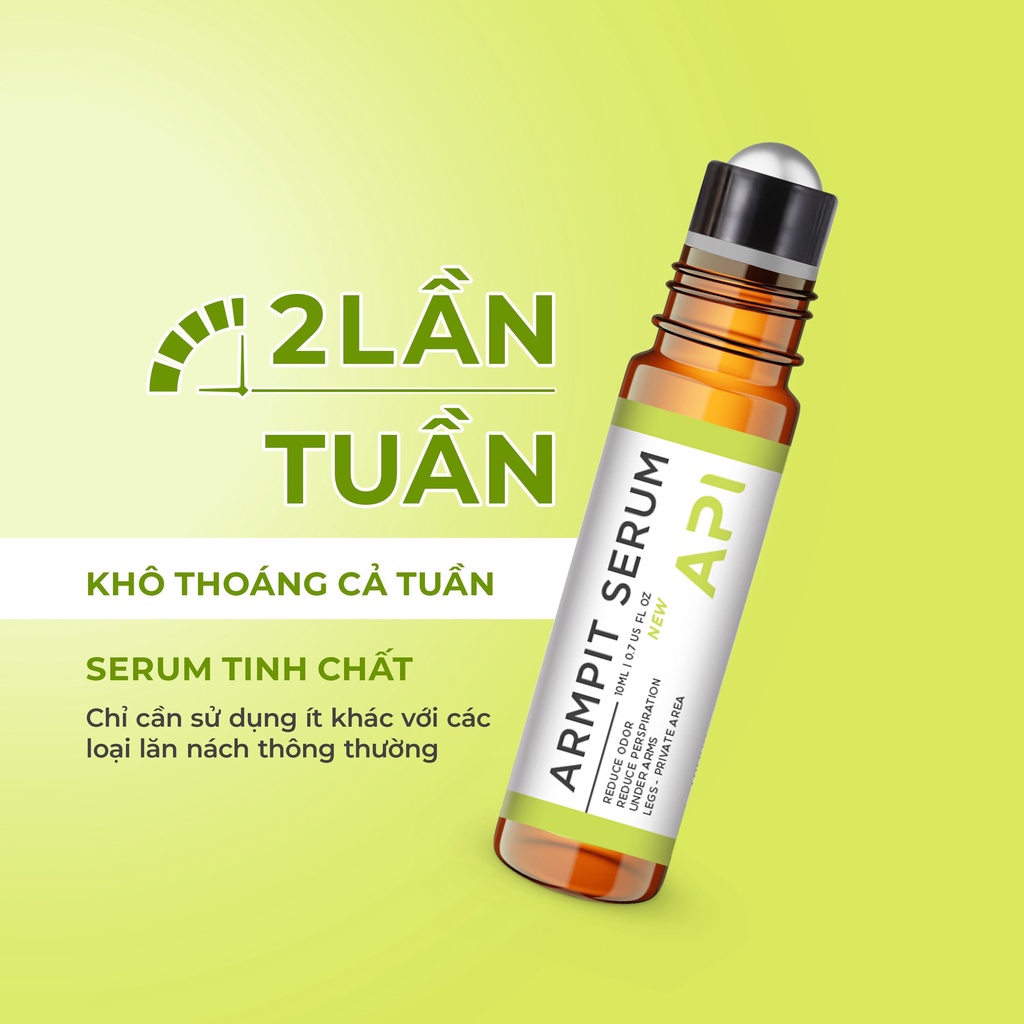 2 LẦN
TUẦN
KHÔ THOÁNG CẢ TUẦN
SERUM TINH CHẤT
Chỉ cần sử dụng ít khác với các
loại lăn nách thông thường
ARMPIT SERUM
10ML | 0.7 US FL OZ
NEW
API
REDUCE ODOR
REDUCE PERSPIRATION
UNDER ARMS
LEGS - PRIVATE AREA